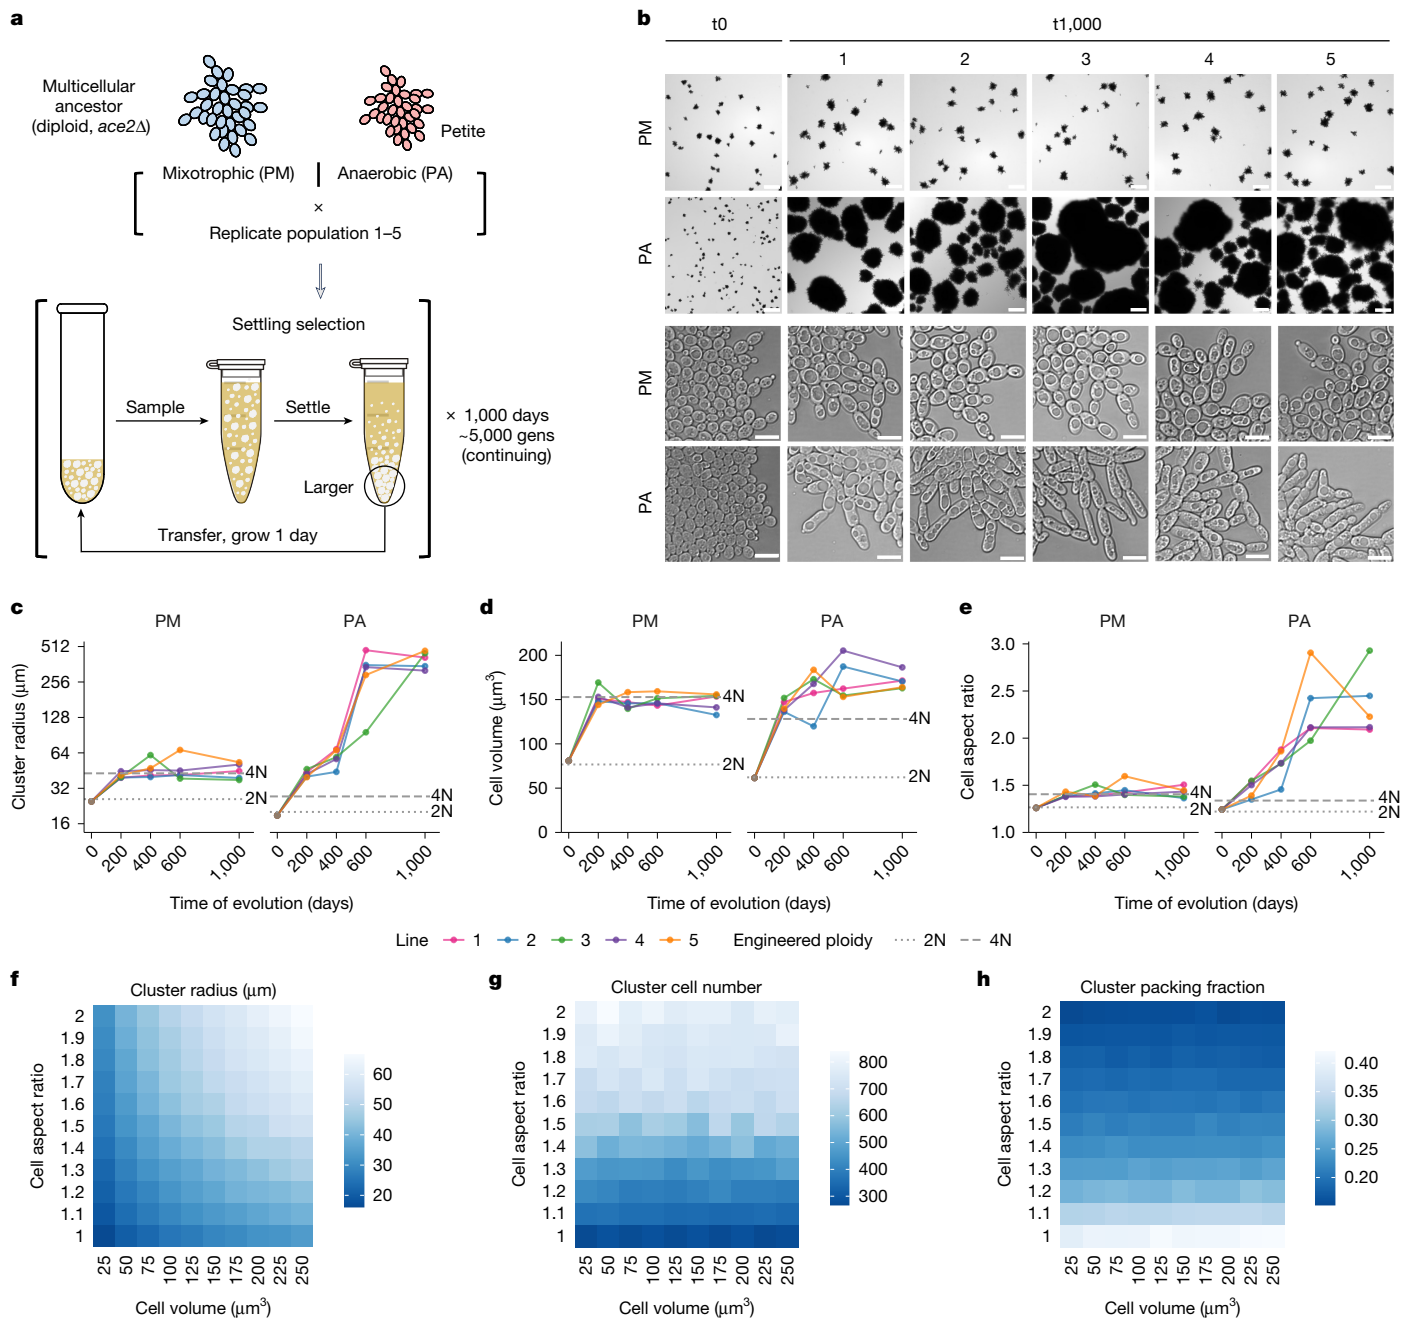 a
Multicellular
ancestor
(diploid, ace2Δ)
Petite
Mixotrophic (PM)
Anaerobic (PA)
×
Replicate population 1–5
Settling selection
Sample
Settle
Larger
Transfer, grow 1 day
× 1,000 days
~5,000 gens
(continuing)
b
t0
t1,000
1 2 3 4 5
PM
PA
PM
PA
c
PM PA
Cluster radius (μm)
512
256
128
64
32
16
4N
2N
4N
2N
0 200 400 600 1,000 0 200 400 600 1,000
Time of evolution (days)
d
PM PA
Cell volume (μm³)
200
150
100
50
0
4N
2N
4N
2N
0 200 400 600 1,000 0 200 400 600 1,000
Time of evolution (days)
e
PM PA
Cell aspect ratio
3.0
2.5
2.0
1.5
1.0
4N
2N
4N
2N
0 200 400 600 1,000 0 200 400 600 1,000
Time of evolution (days)
Line 1 2 3 4 5 Engineered ploidy 2N 4N
f
Cluster radius (μm)
Cell aspect ratio
2
1.9
1.8
1.7
1.6
1.5
1.4
1.3
1.2
1.1
1
25 50 75 100 125 150 175 200 225 250
Cell volume (μm³)
60
50
40
30
20
g
Cluster cell number
Cell aspect ratio
2
1.9
1.8
1.7
1.6
1.5
1.4
1.3
1.2
1.1
1
25 50 75 100 125 150 175 200 225 250
Cell volume (μm³)
800
700
600
500
400
300
h
Cluster packing fraction
Cell aspect ratio
2
1.9
1.8
1.7
1.6
1.5
1.4
1.3
1.2
1.1
1
25 50 75 100 125 150 175 200 225 250
Cell volume (μm³)
0.40
0.30
0.20